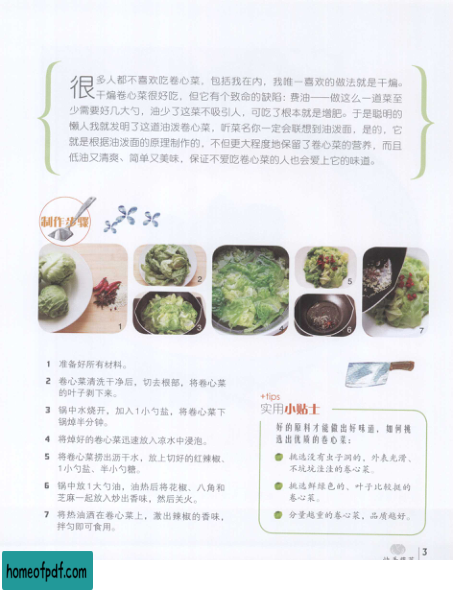 很多人都不喜欢吃卷心菜，包括我在内，我唯一喜欢的做法就是干煸。
干煸卷心菜很好吃，但它有个致命的缺陷：费油——做这么一道菜至
少需要好几大勺，油少了这菜不吸引人，可吃了根本就是增肥。于是聪明的
懒人我就发明了这道油泼卷心菜，听菜名你一定会联想到油泼面，是的，它
就是根据油泼面的原理制作的，不但更大程度地保留了卷心菜的营养，而且
低油又清爽、简单又美味，保证不爱吃卷心菜的人也会爱上它的味道。
制作步骤
1
2
3
4
5
6
7
1 准备好所有材料。
2 卷心菜清洗干净后，切去根部，将卷心菜
的叶子剥下来。
3 锅中水烧开，加入1小勺盐，将卷心菜下
锅焯半分钟。
4 将焯好的卷心菜迅速放入凉水中浸泡。
5 将卷心菜捞出沥干水，放上切好的红辣椒、
1小勺盐、半小勺糖。
6 锅中放1大勺油，油热后将花椒、八角和
芝麻一起放入炒出香味，然后关火。
7 将热油洒在卷心菜上，激出辣椒的香味，
拌匀即可食用。
+tips
实用小贴士
好的原料才能做出好味道，如何挑
选出优质的卷心菜：
挑选没有虫子洞的，外表光滑、
不坑坑洼洼的卷心菜。
挑选鲜绿色的、叶子比较挺的
卷心菜。
分量越重的卷心菜，品质越好。
3
homeofpdf.com